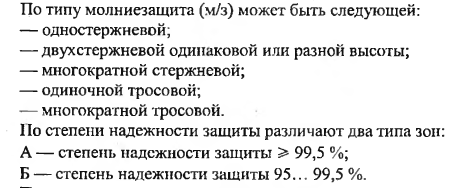 По типу молниезащита (м/з) может быть следующей:
— одностержневой;
— двухстержневой одинаковой или разной высоты;
— многократной стержневой;
— одиночной тросовой;
— многократной тросовой.
По степени надежности защиты различают два типа зон:
А — степень надежности защиты ⩾ 99,5 %;
Б — степень надежности защиты 95... 99,5 %.